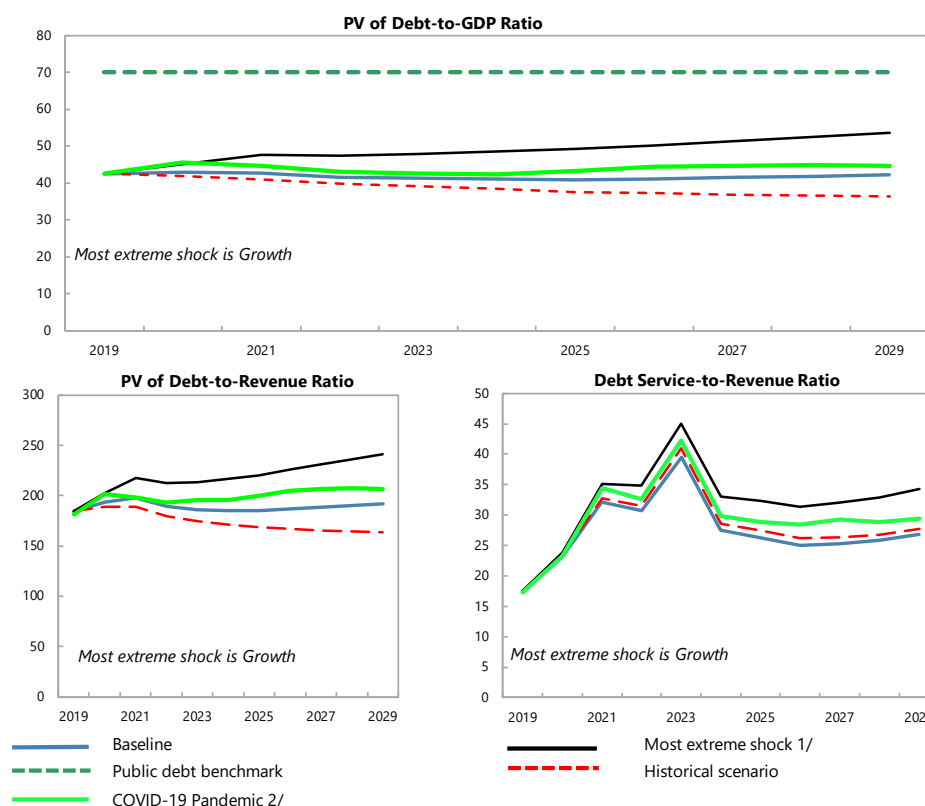 PV of Debt-to-GDP Ratio
80
70
60
50
40
30
20
10
0
Most extreme shock is Growth
2019 2021 2023 2025 2027 2029
PV of Debt-to-Revenue Ratio
300
250
200
150
100
50
0
Most extreme shock is Growth
2019 2021 2023 2025 2027 2029
Debt Service-to-Revenue Ratio
50
45
40
35
30
25
20
15
10
5
0
Most extreme shock is Growth
2019 2021 2023 2025 2027 202
Baseline
Public debt benchmark
COVID-19 Pandemic 2/
Most extreme shock 1/
Historical scenario